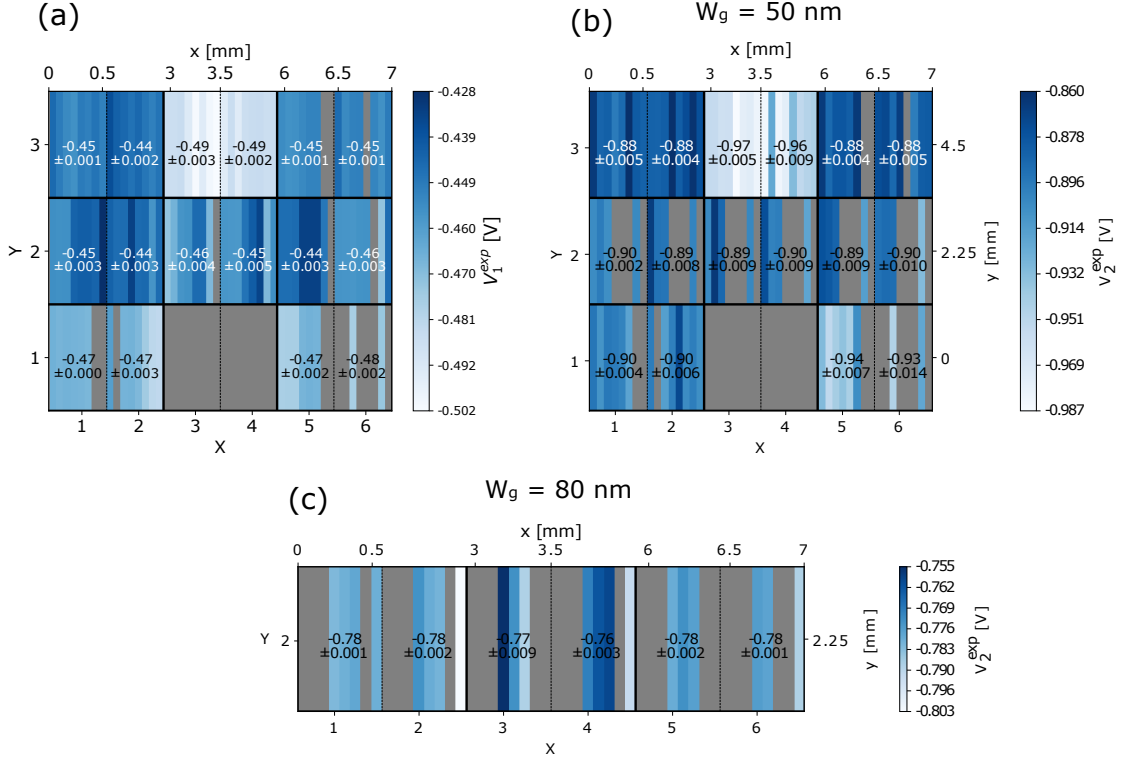 (a)
x [mm]
0 0.5 3 3.5 6 6.5 7
3
-0.45 -0.44 -0.49 -0.49 -0.45 -0.45
±0.001 ±0.002 ±0.003 ±0.002 ±0.001 ±0.001
Y
2
-0.45 -0.44 -0.46 -0.45 -0.44 -0.46
±0.003 ±0.003 ±0.004 ±0.005 ±0.003 ±0.003
1
-0.47 -0.47 -0.47 -0.48
±0.000 ±0.003 ±0.002 ±0.002
1 2 3 4 5 6
X
-0.428
-0.439
-0.449
-0.460
-0.470
-0.481
-0.492
-0.502
V₁ᵉˣᵖ [V]
(b)
W_g = 50 nm
x [mm]
0 0.5 3 3.5 6 6.5 7
3
-0.88 -0.88 -0.97 -0.96 -0.88 -0.88
±0.005 ±0.004 ±0.005 ±0.009 ±0.004 ±0.005
4.5
Y
2
-0.90 -0.89 -0.89 -0.90 -0.89 -0.90
±0.002 ±0.008 ±0.009 ±0.009 ±0.009 ±0.010
2.25
y [mm]
1
-0.90 -0.90 -0.94 -0.93
±0.004 ±0.006 ±0.007 ±0.014
0
1 2 3 4 5 6
X
-0.860
-0.878
-0.896
-0.914
-0.932
-0.951
-0.969
-0.987
V₂ᵉˣᵖ [V]
(c)
W_g = 80 nm
x [mm]
0 0.5 3 3.5 6 6.5 7
Y
2
-0.78 -0.78 -0.77 -0.76 -0.78 -0.78
±0.001 ±0.002 ±0.009 ±0.003 ±0.002 ±0.001
2.25
y [mm]
1 2 3 4 5 6
X
-0.755
-0.762
-0.769
-0.776
-0.783
-0.790
-0.796
-0.803
V₂ᵉˣᵖ [V]